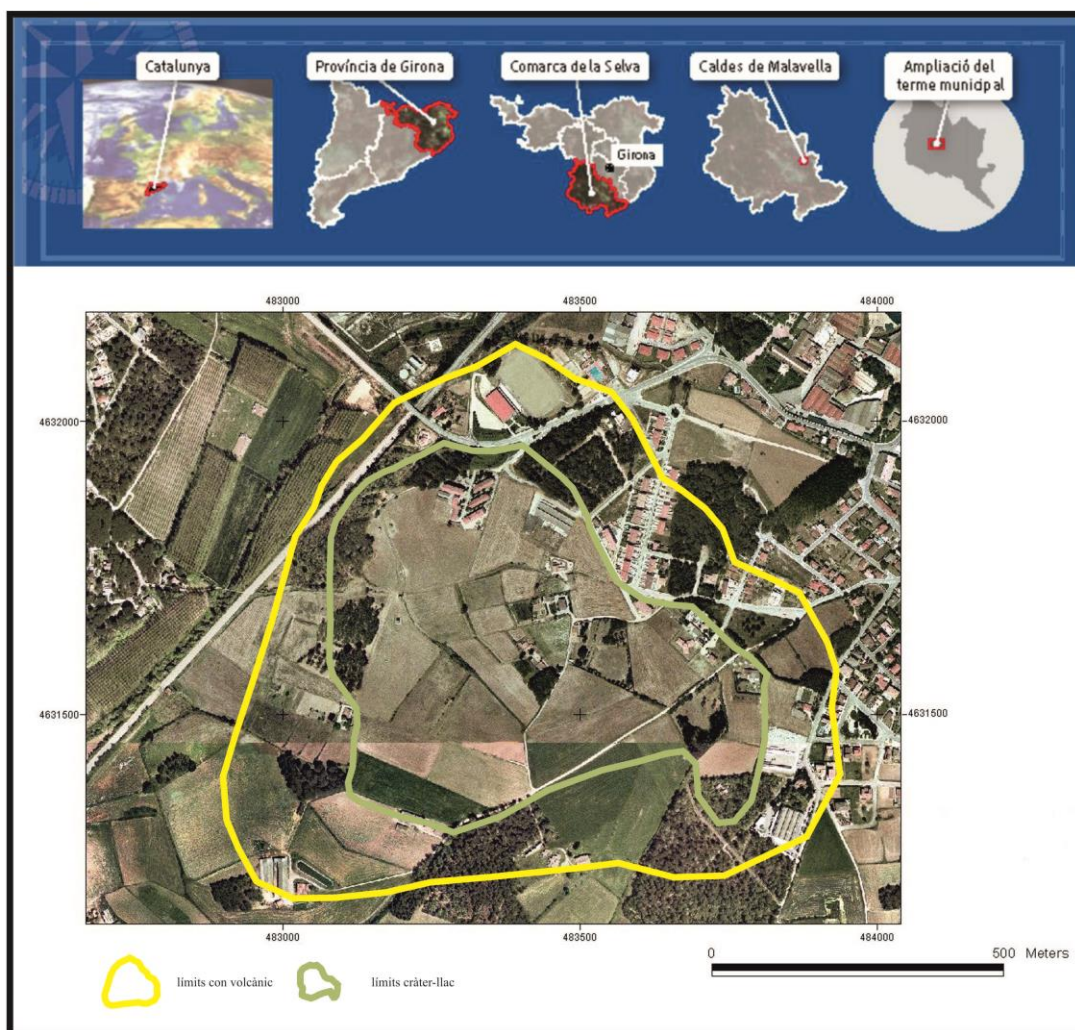 Catalunya
Província de Girona
Comarca de la Selva
Caldes de Malavella
Ampliació del
terme municipal
Girona
483000
483500
484000
4632000
4632000
4631500
4631500
483000
483500
484000
0
500 Meters
límits con volcànic
límits cràter-llac